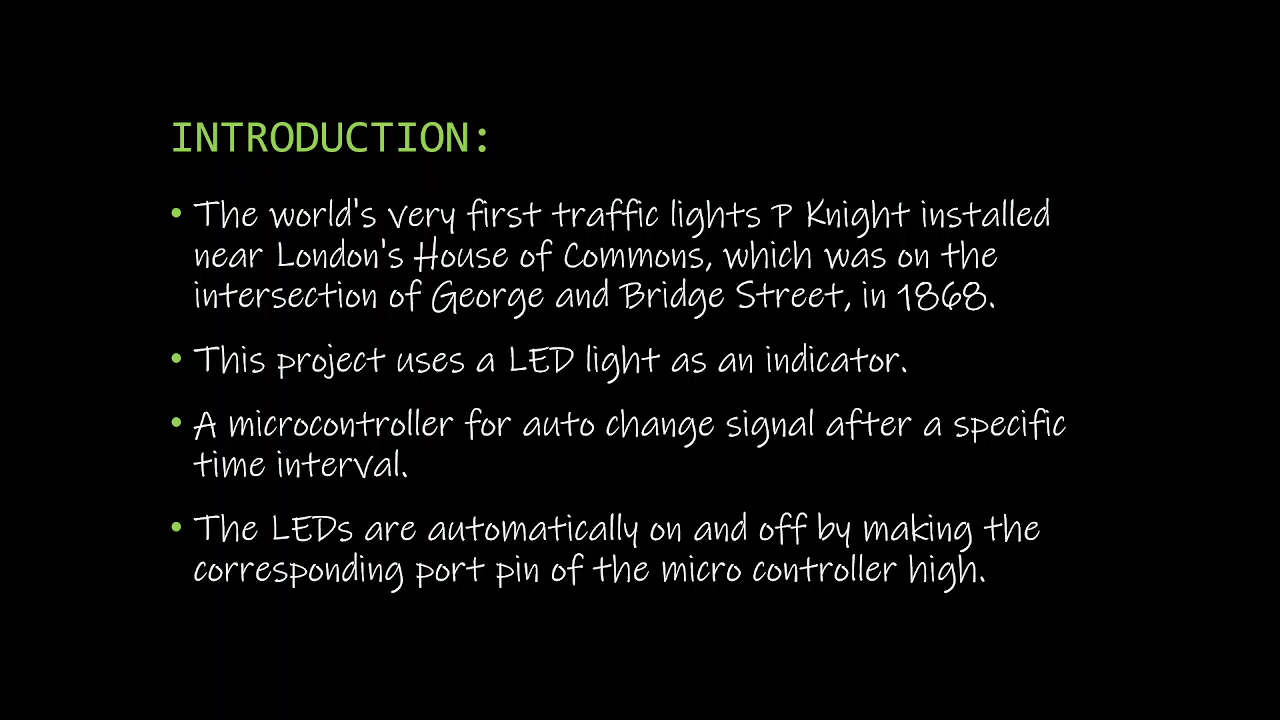 INTRODUCTION:
• The world's very first traffic lights P Knight installed
near London's House of Commons, which was on the
intersection of George and Bridge Street, in 1868.
• This project uses a LED light as an indicator.
• A microcontroller for auto change signal after a specific
time interval.
• The LEDs are automatically on and off by making the
corresponding port pin of the micro controller high.